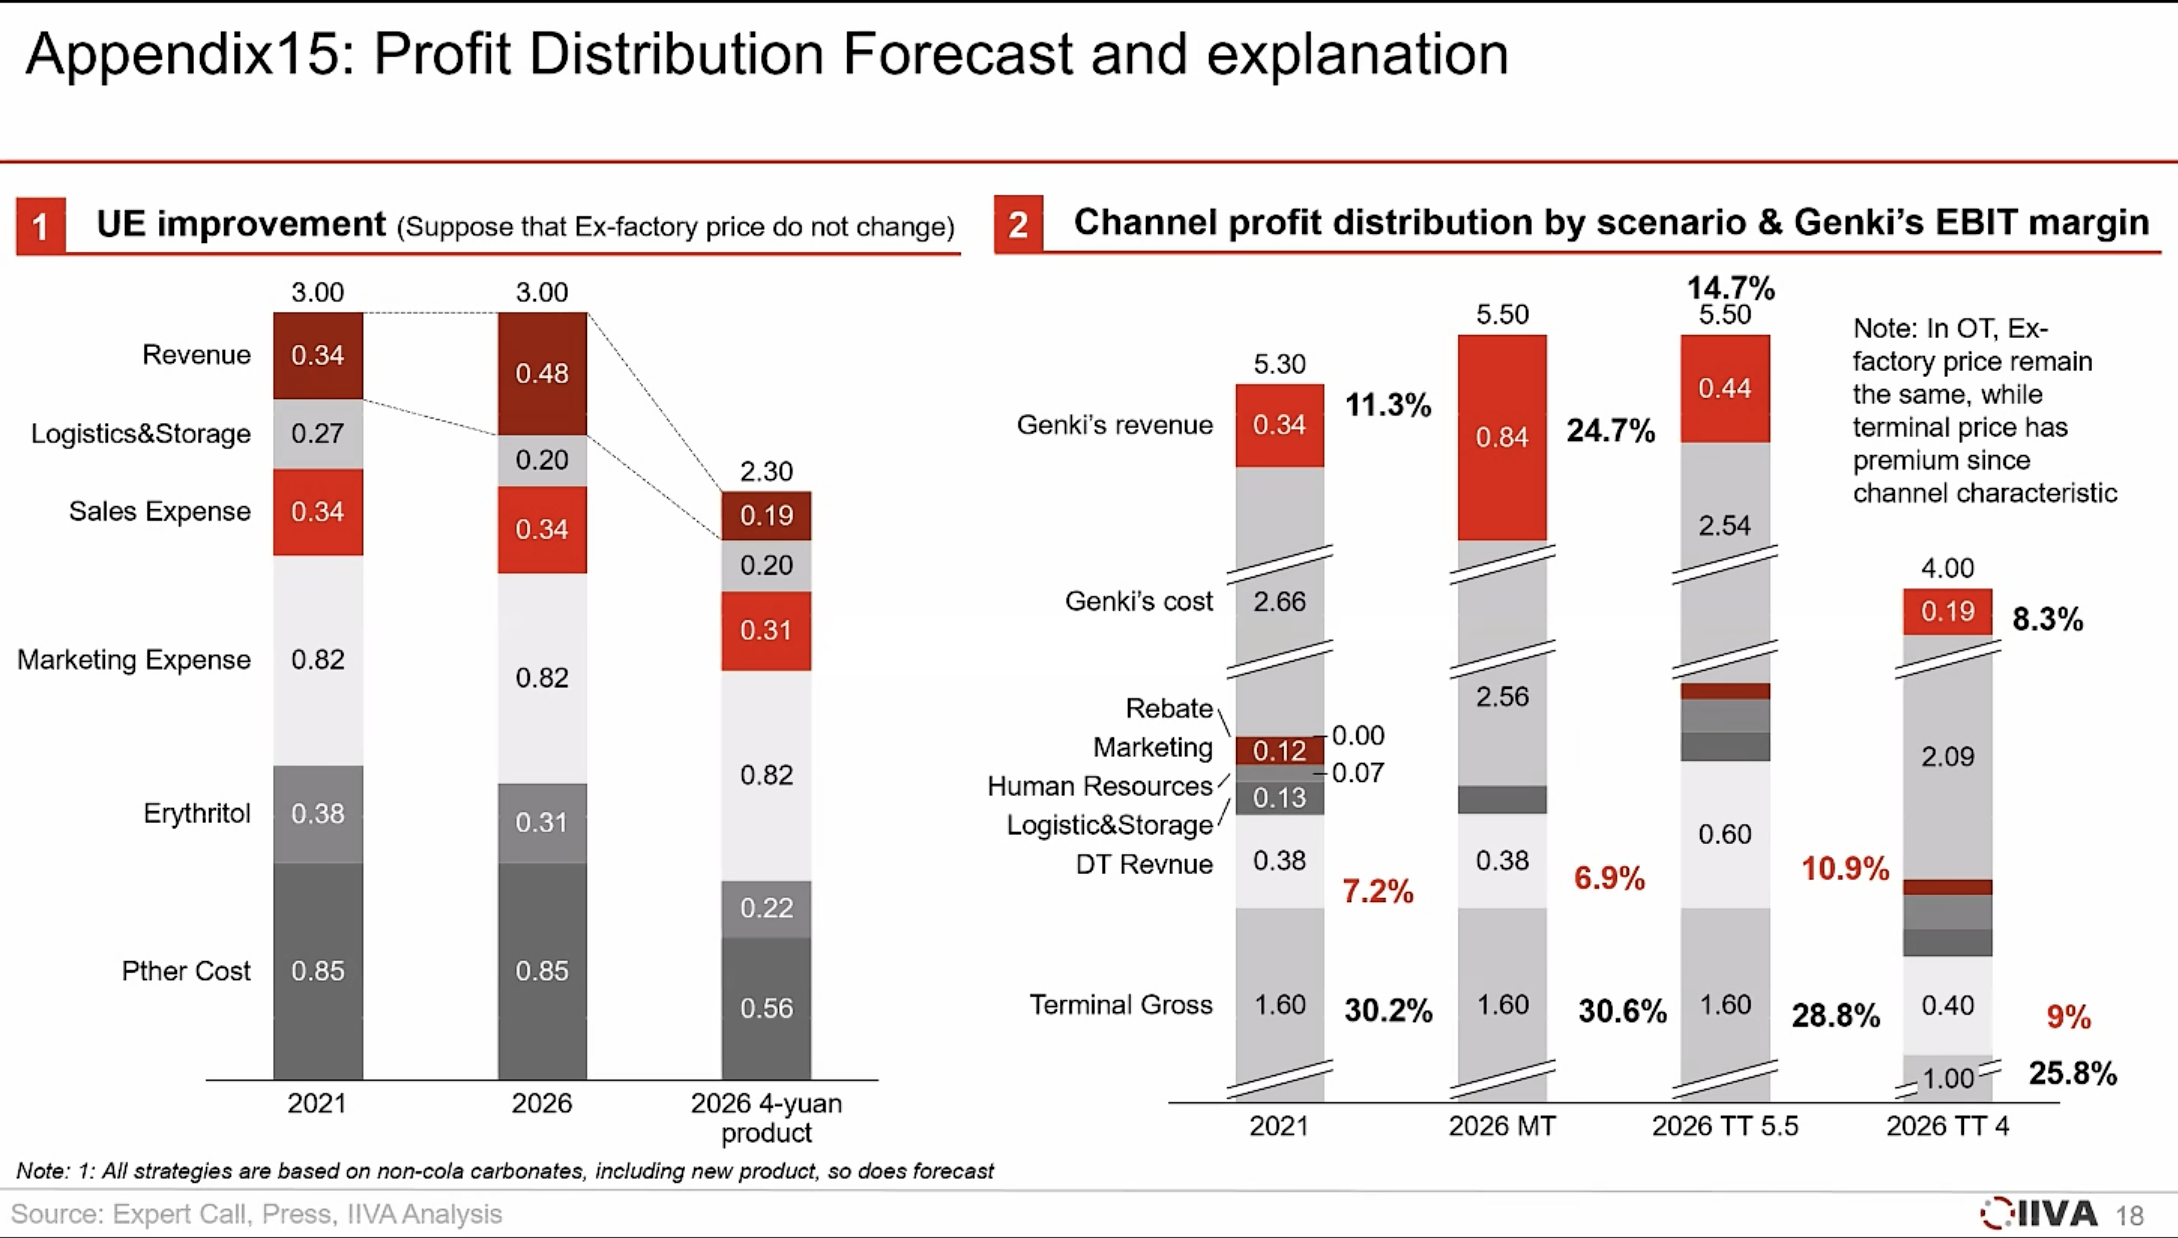 Appendix15: Profit Distribution Forecast and explanation
1 UE improvement (Suppose that Ex-factory price do not change)
3.00 3.00
Revenue 0.34 0.48
Logistics&Storage 0.27 0.20
2.30
0.19
Sales Expense 0.34 0.34
0.20
0.31
Marketing Expense 0.82 0.82
0.82
Erythritol 0.38 0.31
0.22
Pther Cost 0.85 0.85
0.56
2021 2026 2026 4-yuan
product
2 Channel profit distribution by scenario & Genki's EBIT margin
14.7%
5.50 5.50
5.30
Genki's revenue 0.34 11.3% 0.84 24.7% 0.44
2.54
Note: In OT, Ex-
factory price remain
the same, while
terminal price has
premium since
channel characteristic
4.00
Genki's cost 2.66
0.19 8.3%
Rebate 0.00
2.56
Marketing 0.12
2.09
Human Resources 0.07
0.13
Logistic&Storage
DT Revnue 0.38 7.2% 0.38 6.9% 0.60 10.9%
Terminal Gross 1.60 30.2% 1.60 30.6% 1.60 28.8% 0.40 9%
1.00 25.8%
2021 2026 MT 2026 TT 5.5 2026 TT 4
Note: 1: All strategies are based on non-cola carbonates, including new product, so does forecast
Source: Expert Call, Press, IIVA Analysis
IIVA 18